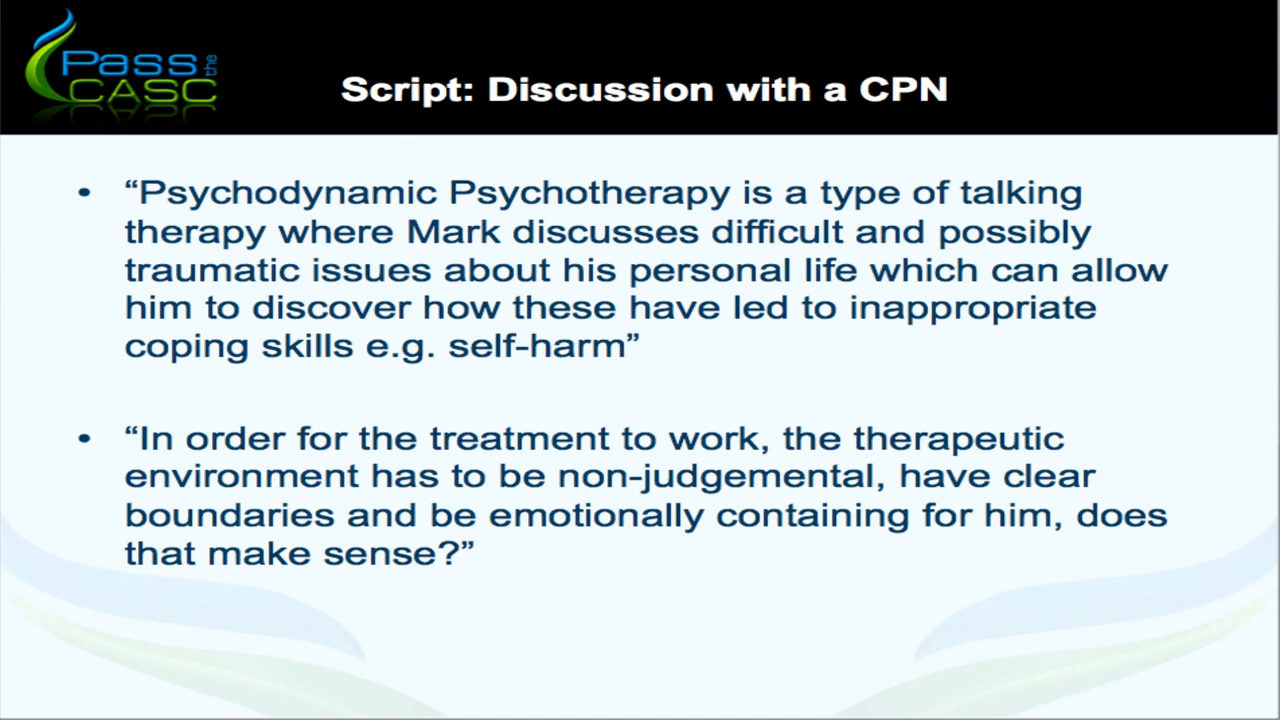 Pass the
CASC
Script: Discussion with a CPN
• “Psychodynamic Psychotherapy is a type of talking
therapy where Mark discusses difficult and possibly
traumatic issues about his personal life which can allow
him to discover how these have led to inappropriate
coping skills e.g. self-harm”
• “In order for the treatment to work, the therapeutic
environment has to be non-judgemental, have clear
boundaries and be emotionally containing for him, does
that make sense?”